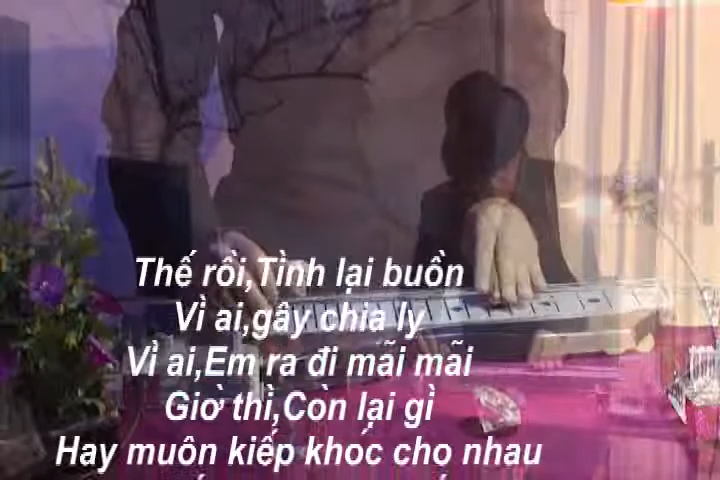 Thế rồi,Tình lại buồn
Vì ai,gây chia ly
Vì ai,Em ra đi mãi mãi
Giờ thì,Còn lại gì
Hay muôn kiếp khóc cho nhau